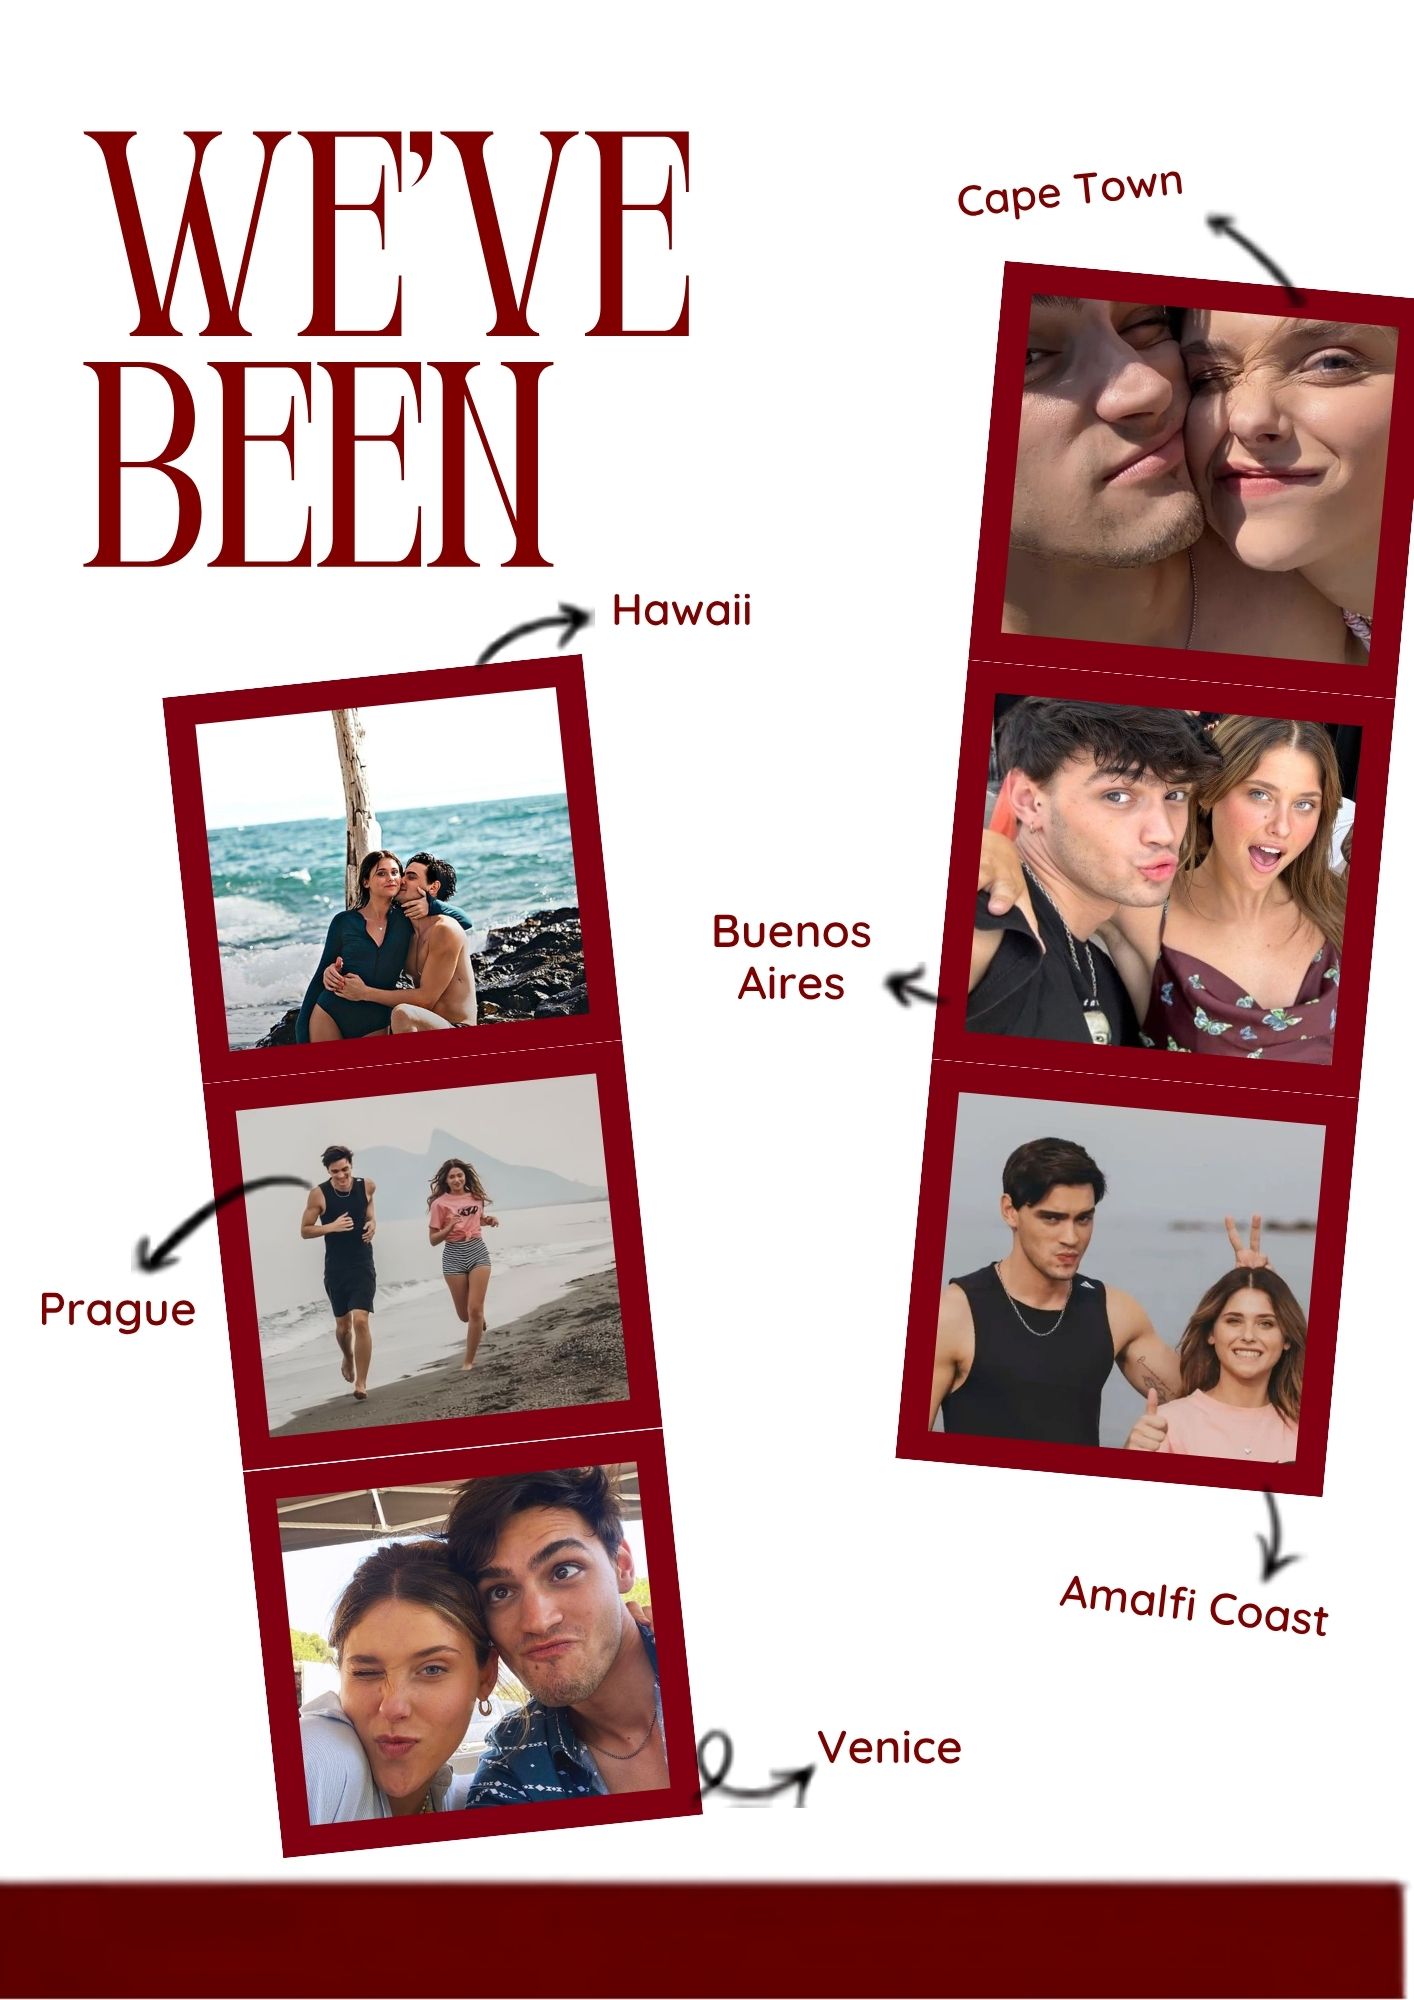 WE’VE
BEEN
Cape Town
Hawaii
Buenos
Aires
Prague
Amalfi Coast
Venice